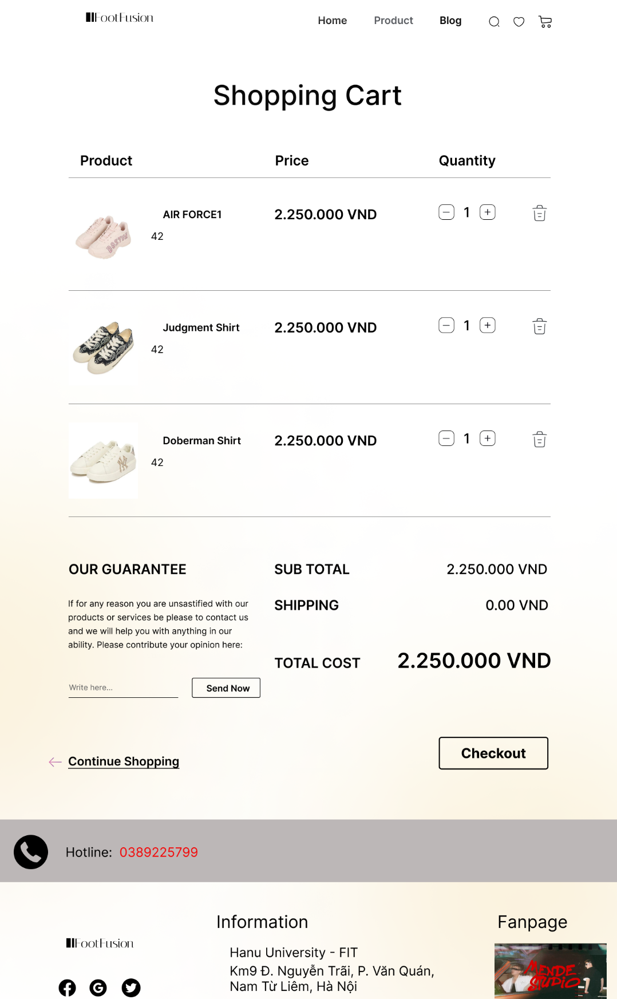 FootFusion
Home Product Blog
Shopping Cart
Product Price Quantity
AIR FORCE1 2.250.000 VND 1
42
Judgment Shirt 2.250.000 VND 1
42
Doberman Shirt 2.250.000 VND 1
42
OUR GUARANTEE
If for any reason you are unsastified with our
products or services be please to contact us
and we will help you with anything in our
ability. Please contribute your opinion here:
Write here...
Send Now
SUB TOTAL 2.250.000 VND
SHIPPING 0.00 VND
TOTAL COST 2.250.000 VND
Continue Shopping
Checkout
Hotline: 0389225799
FootFusion
Information
Hanu University - FIT
Km9 Đ. Nguyễn Trãi, P. Văn Quán,
Nam Từ Liêm, Hà Nội
Fanpage
MENDE
STUDIO